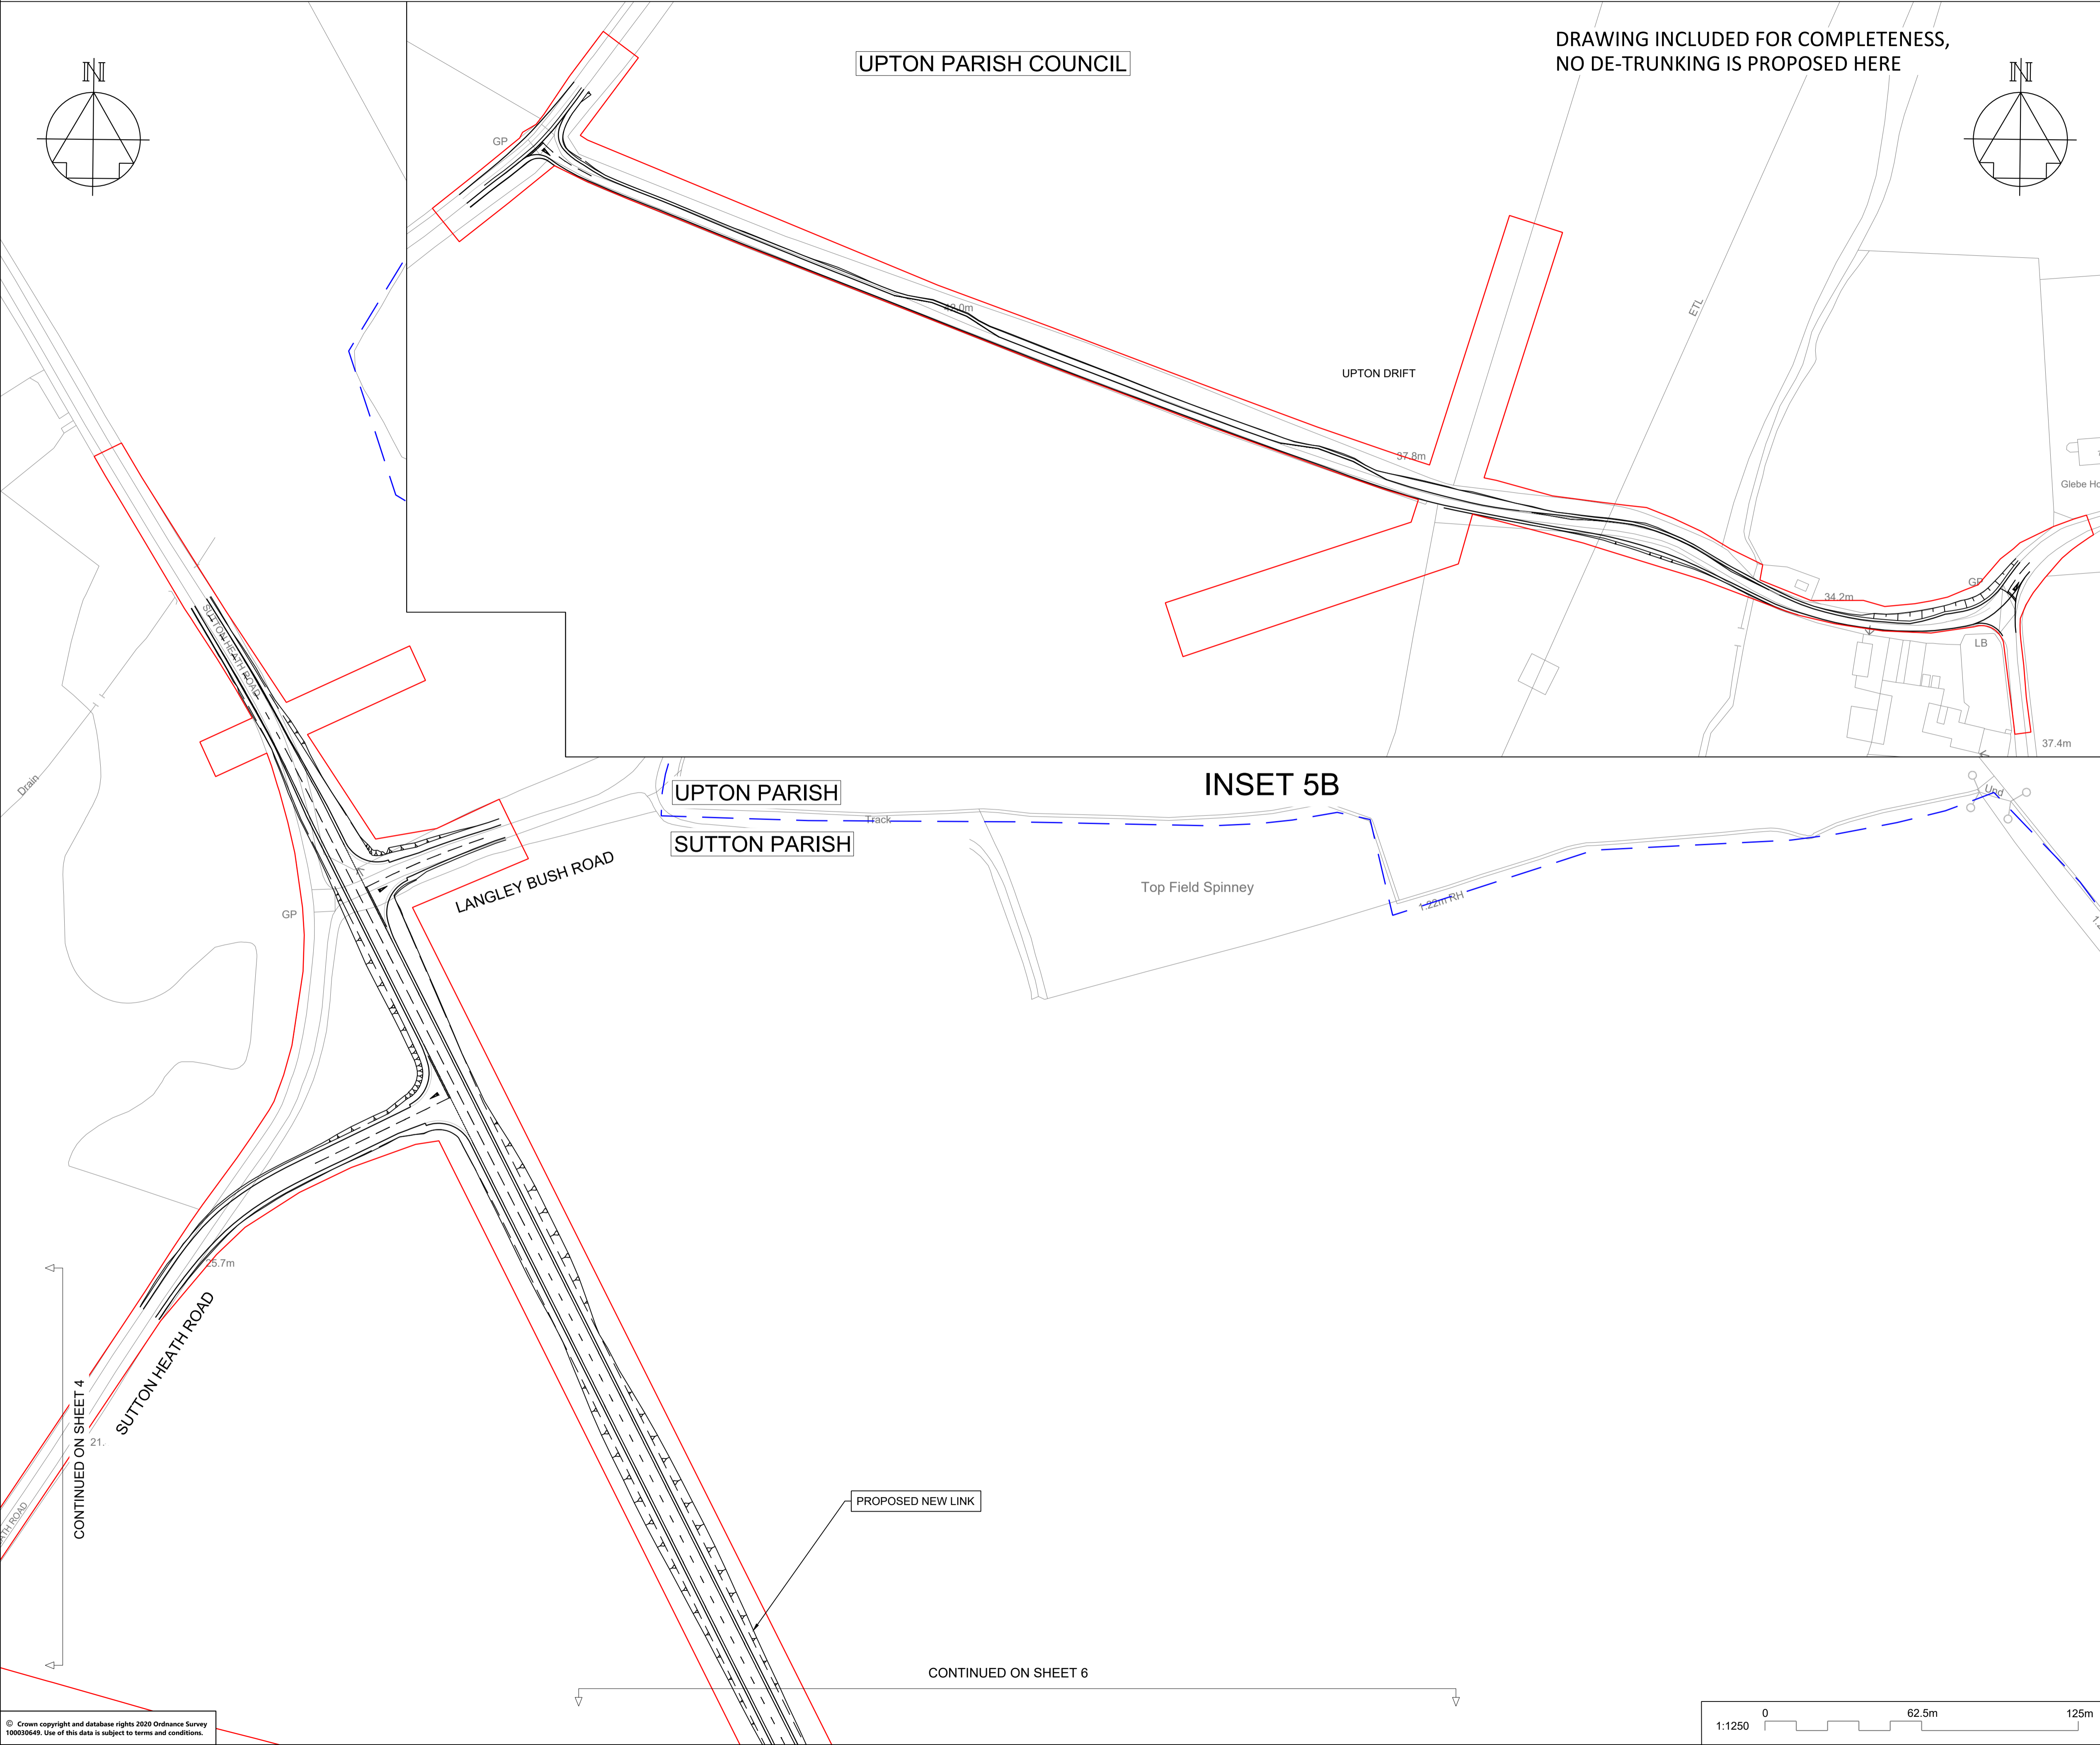 DRAWING INCLUDED FOR COMPLETENESS,
NO DE-TRUNKING IS PROPOSED HERE
UPTON PARISH COUNCIL
N
N
GP
42.0m
ETL
UPTON DRIFT
37.8m
Glebe
GP
34.2m
LB
37.4m
SUTTON HEATH ROAD
Drain
INSET 5B
UPTON PARISH
Track
SUTTON PARISH
Und
LANGLEY BUSH ROAD
Top Field Spinney
1.22m RH
GP
25.7m
SUTTON HEATH ROAD
CONTINUED ON SHEET 4
21.
ROAD
PROPOSED NEW LINK
CONTINUED ON SHEET 6
© Crown copyright and database rights 2020 Ordnance Survey
100030649. Use of this data is subject to terms and conditions.
1:1250
0
62.5m
125m